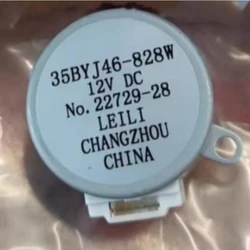 35BYJ46-828W
12V DC
No. 22729-28
LEILI
CHANGZHOU
CHINA